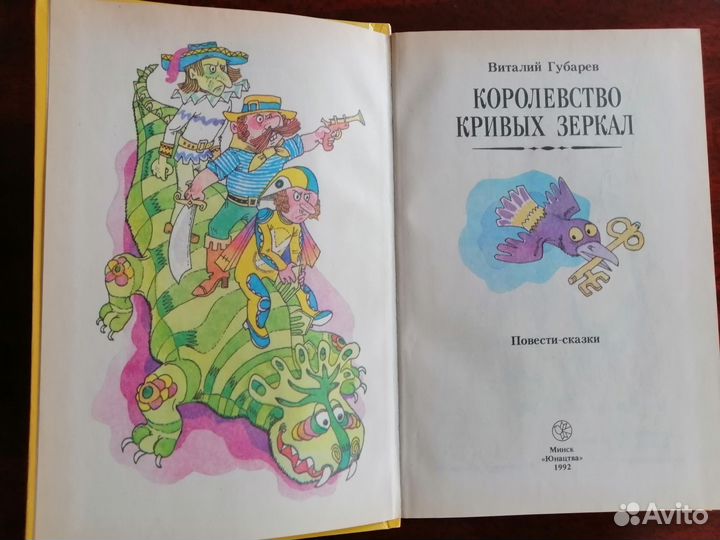 Виталий Губарев
КОРОЛЕВСТВО
КРИВЫХ ЗЕРКАЛ
Повести-сказки
Минск
«Юнацтва»
1992
Avito